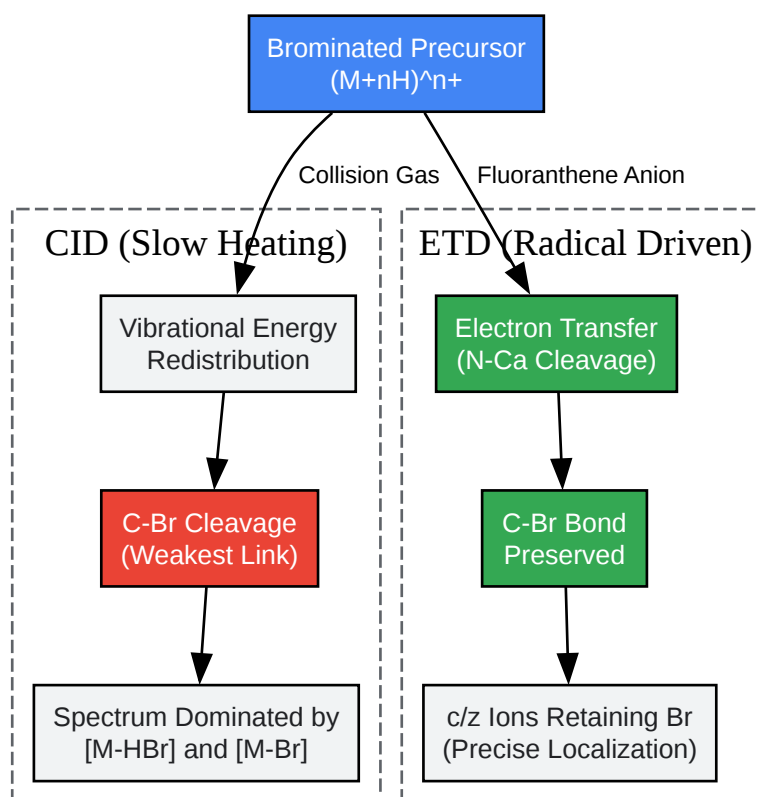 Brominated Precursor
(M+nH)^n+
Collision Gas
Fluoranthene Anion
CID (Slow Heating)
ETD (Radical Driven)
Vibrational Energy
Redistribution
Electron Transfer
(N-Ca Cleavage)
C-Br Cleavage
(Weakest Link)
C-Br Bond
Preserved
Spectrum Dominated by
[M-HBr] and [M-Br]
c/z Ions Retaining Br
(Precise Localization)